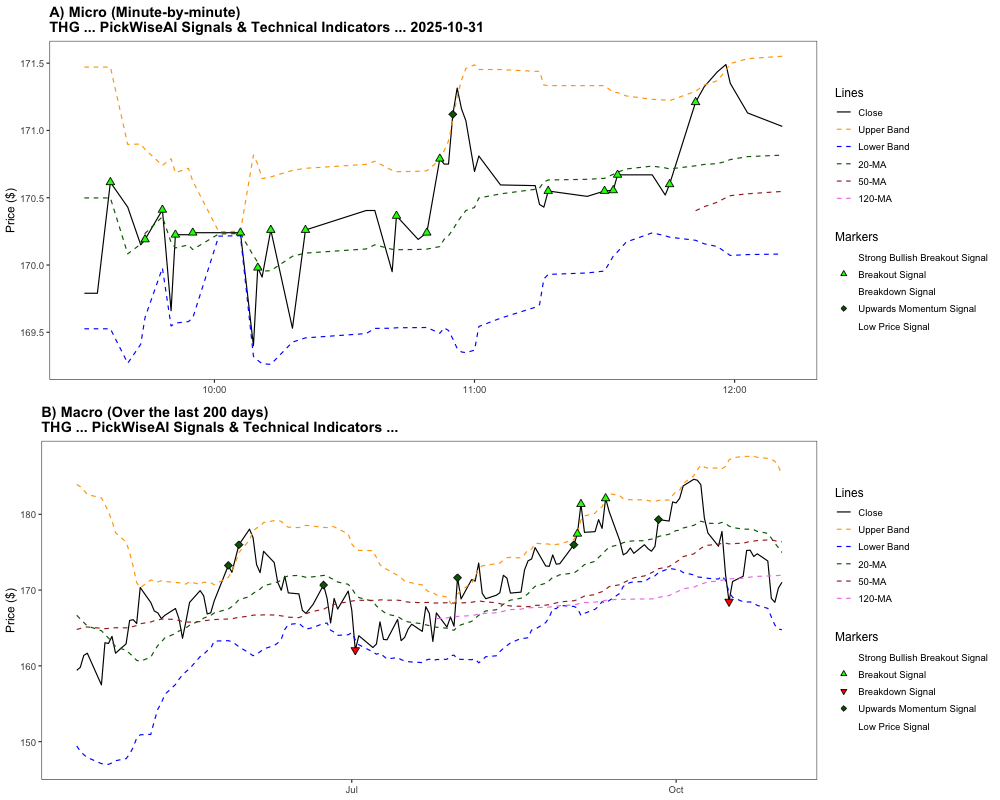 A) Micro (Minute-by-minute)
THG ... PickWiseAI Signals & Technical Indicators ... 2025-10-31
Price ($)
171.5
171.0
170.5
170.0
169.5
10:00
11:00
12:00
Lines
Close
Upper Band
Lower Band
20-MA
50-MA
120-MA
Markers
Strong Bullish Breakout Signal
Breakout Signal
Breakdown Signal
Upwards Momentum Signal
Low Price Signal
B) Macro (Over the last 200 days)
THG ... PickWiseAI Signals & Technical Indicators ...
Price ($)
180
170
160
150
Jul
Oct
Lines
Close
Upper Band
Lower Band
20-MA
50-MA
120-MA
Markers
Strong Bullish Breakout Signal
Breakout Signal
Breakdown Signal
Upwards Momentum Signal
Low Price Signal